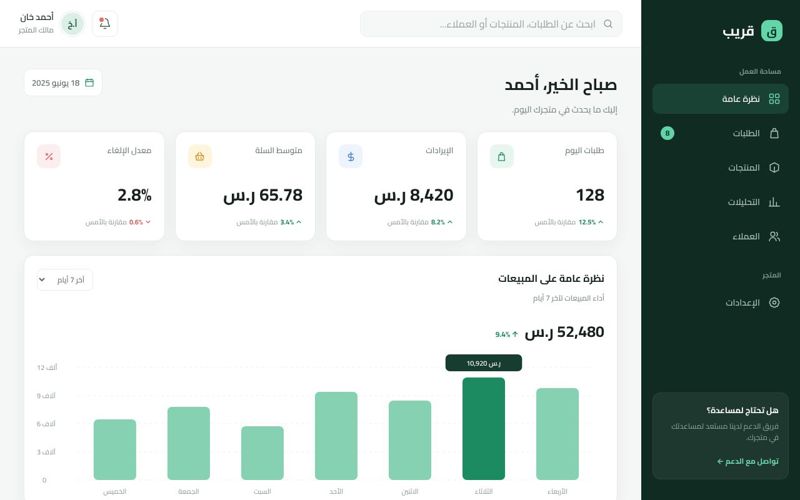 ق قريب
مساحة العمل
نظرة عامة
الطلبات 8
المنتجات
التحليلات
العملاء
المتجر
الإعدادات
هل تحتاج لمساعدة؟
فريق الدعم لدينا مستعد لمساعدتك
في متجرك.
تواصل مع الدعم ←
ابحث عن الطلبات، المنتجات أو العملاء...
أ.خ
أحمد خان
مالك المتجر
صباح الخير، أحمد
إليك ما يحدث في متجرك اليوم.
18 يونيو 2025
طلبات اليوم
128
12.5% مقارنة بالأمس
الإيرادات
8,420 ر.س
8.2% مقارنة بالأمس
متوسط السلة
65.78 ر.س
3.4% مقارنة بالأمس
معدل الإلغاء
2.8%
0.6% مقارنة بالأمس
نظرة عامة على المبيعات
أداء المبيعات لآخر 7 أيام
آخر 7 أيام
52,480 ر.س ↑ 9.4%
10,920 ر.س
12 ألف
9 آلاف
6 آلاف
3 آلاف
0
الأربعاء
الثلاثاء
الاثنين
الأحد
السبت
الجمعة
الخميس